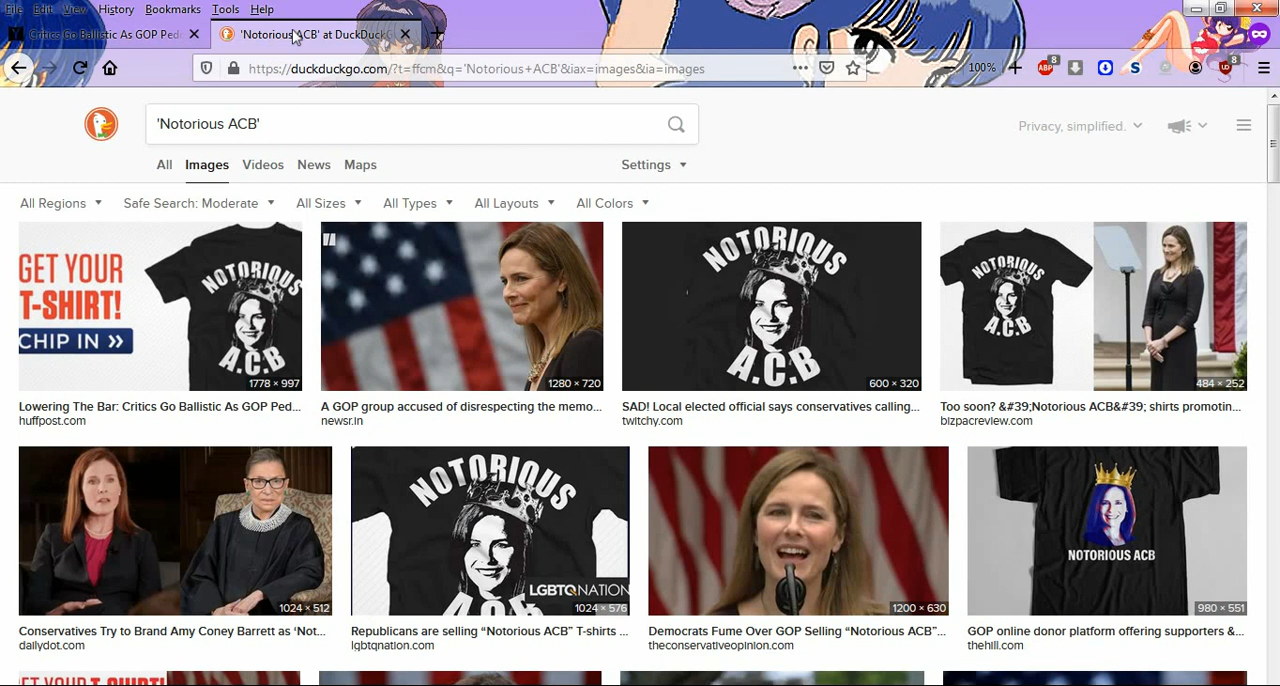 File Edit View History Bookmarks Tools Help
Critics Go Ballistic As GOP Ped
'Notorious ACB' at DuckDuck
https://duckduckgo.com/?t=ffcm&q='Notorious+ACB'&iax=images&ia=images
100%
ABP 8
S
UD 8
'Notorious ACB'
Privacy, simplified.
All Images Videos News Maps Settings
All Regions Safe Search: Moderate All Sizes All Types All Layouts All Colors
GET YOUR
T-SHIRT!
CHIP IN »
NOTORIOUS
A.C.B
1778 × 997
1280 × 720
NOTORIOUS
A.C.B
600 × 320
NOTORIOUS
A.C.B
484 × 252
Lowering The Bar: Critics Go Ballistic As GOP Ped...
huffpost.com
A GOP group accused of disrespecting the memo...
newsr.in
SAD! Local elected official says conservatives calling...
twitchy.com
Too soon? &#39;Notorious ACB&#39; shirts promotin...
bizpacreview.com
1024 × 512
NOTORIOUS
A.C.B
LGBTQNATION
1024 × 576
1200 × 630
NOTORIOUS ACB
980 × 551
Conservatives Try to Brand Amy Coney Barrett as ‘Not...
dailydot.com
Republicans are selling “Notorious ACB” T-shirts ...
lgbtqnation.com
Democrats Fume Over GOP Selling “Notorious ACB”...
theconservativeopinion.com
GOP online donor platform offering supporters &...
thehill.com
GET YOUR T-SHIRT!